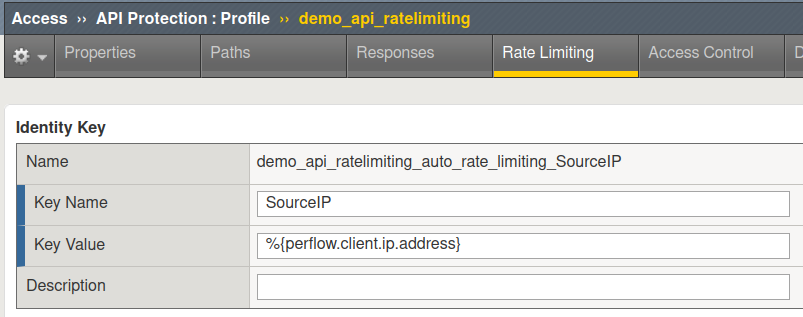 Access ›› API Protection : Profile ›› demo_api_ratelimiting
Properties Paths Responses Rate Limiting Access Control
Identity Key
Name demo_api_ratelimiting_auto_rate_limiting_SourceIP
Key Name SourceIP
Key Value %{perflow.client.ip.address}
Description